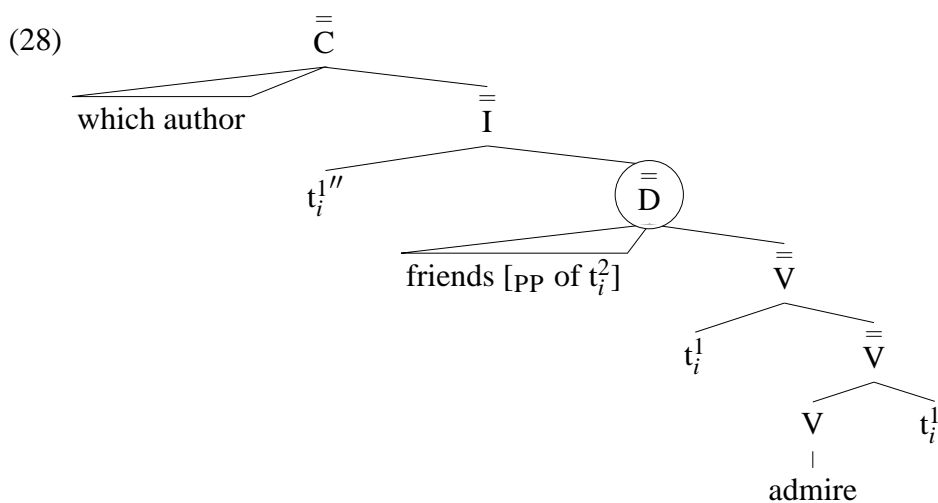 (28) C̿
which author I̿
t_i^1″ D̿
friends [PP of t_i^2] V̿
t_i^1 V̿
V t_i^1
admire